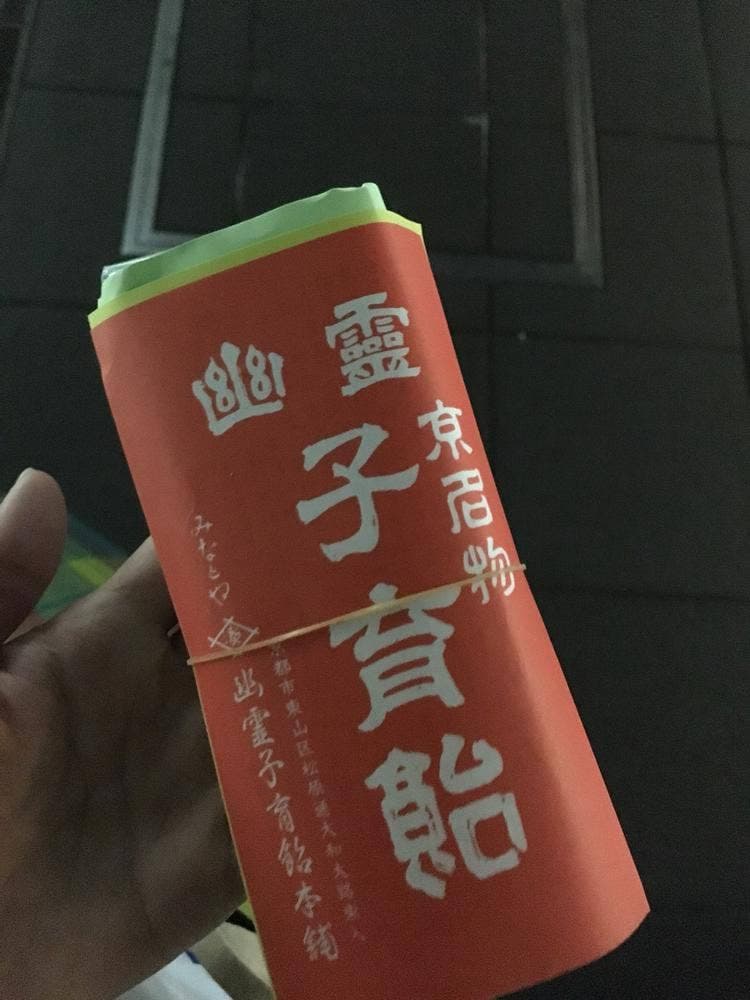 京名物
幽靈
子育飴
京都市東山区松原通大和大路東入
みなとや
幽霊子育飴本舗